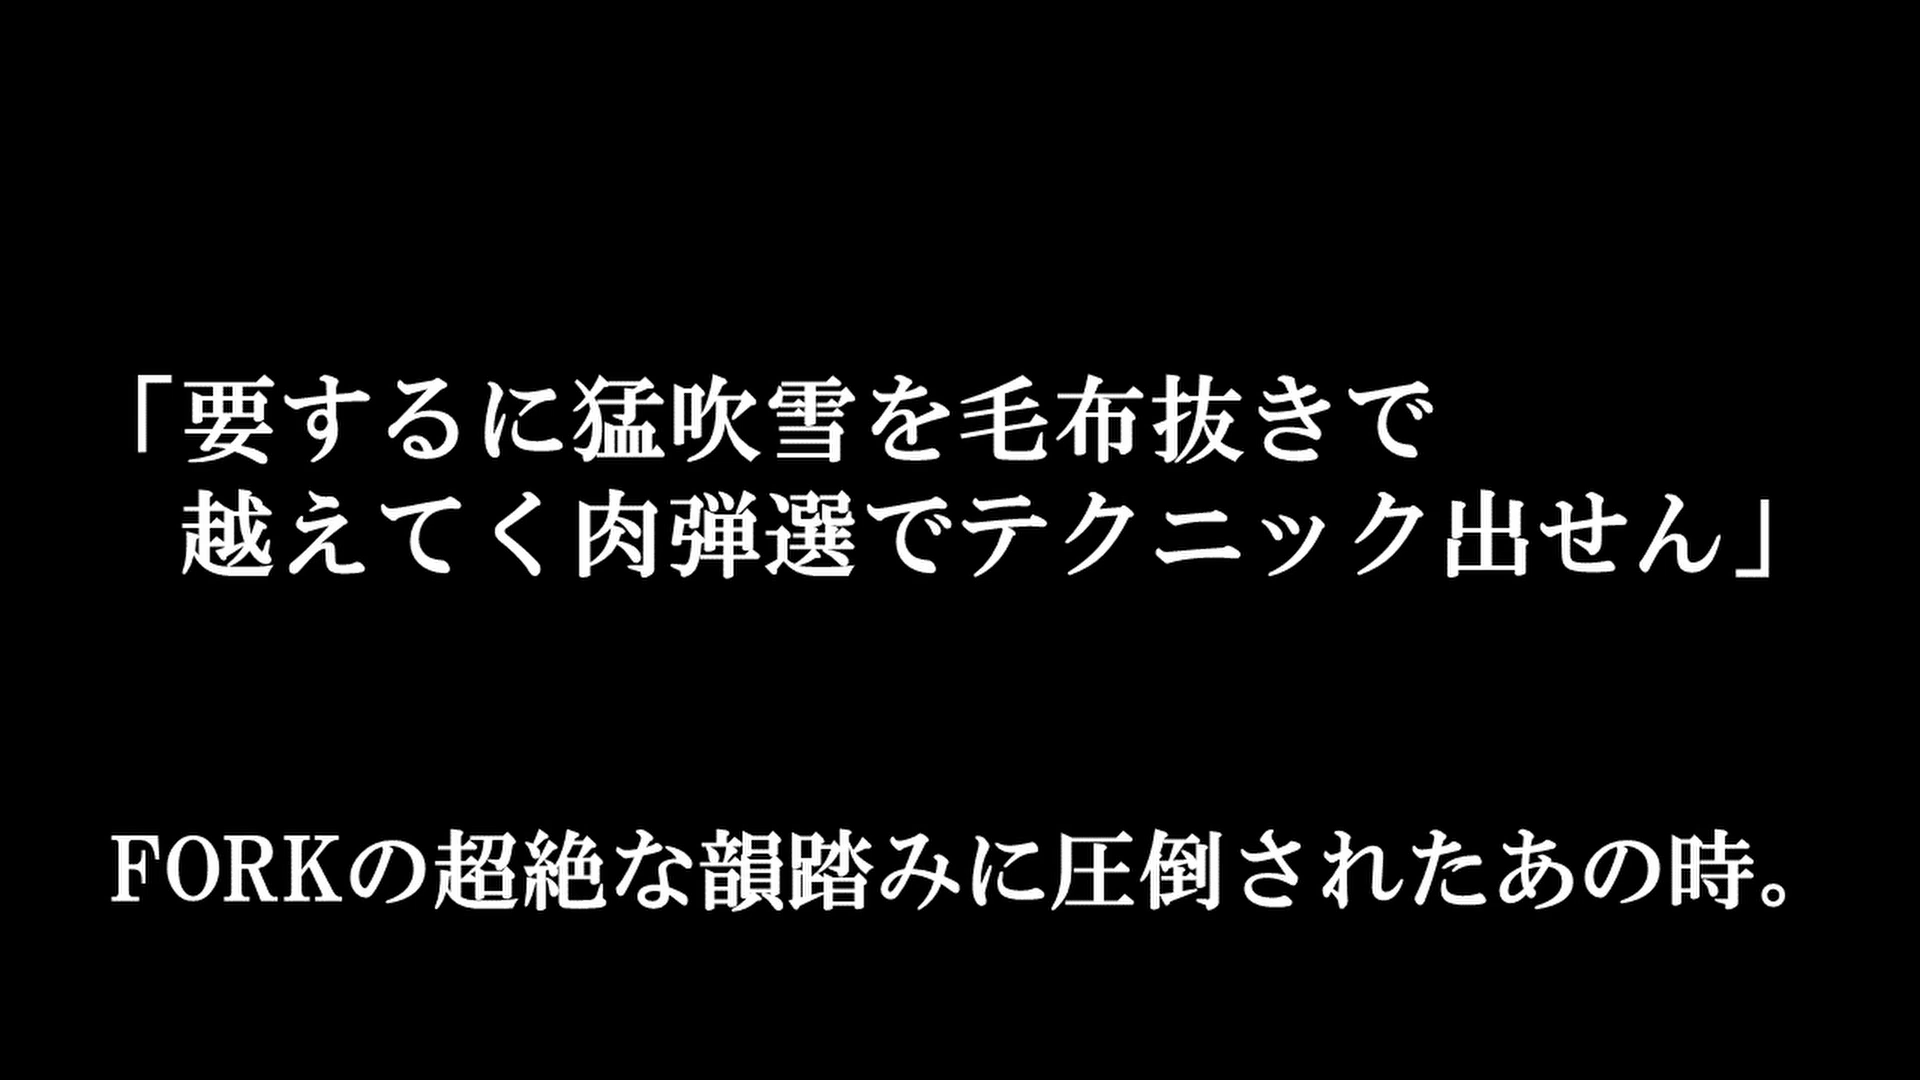 「要するに猛吹雪を毛布抜きで
越えてく肉弾選でテクニック出せん」
FORKの超絶な韻踏みに圧倒されたあの時。